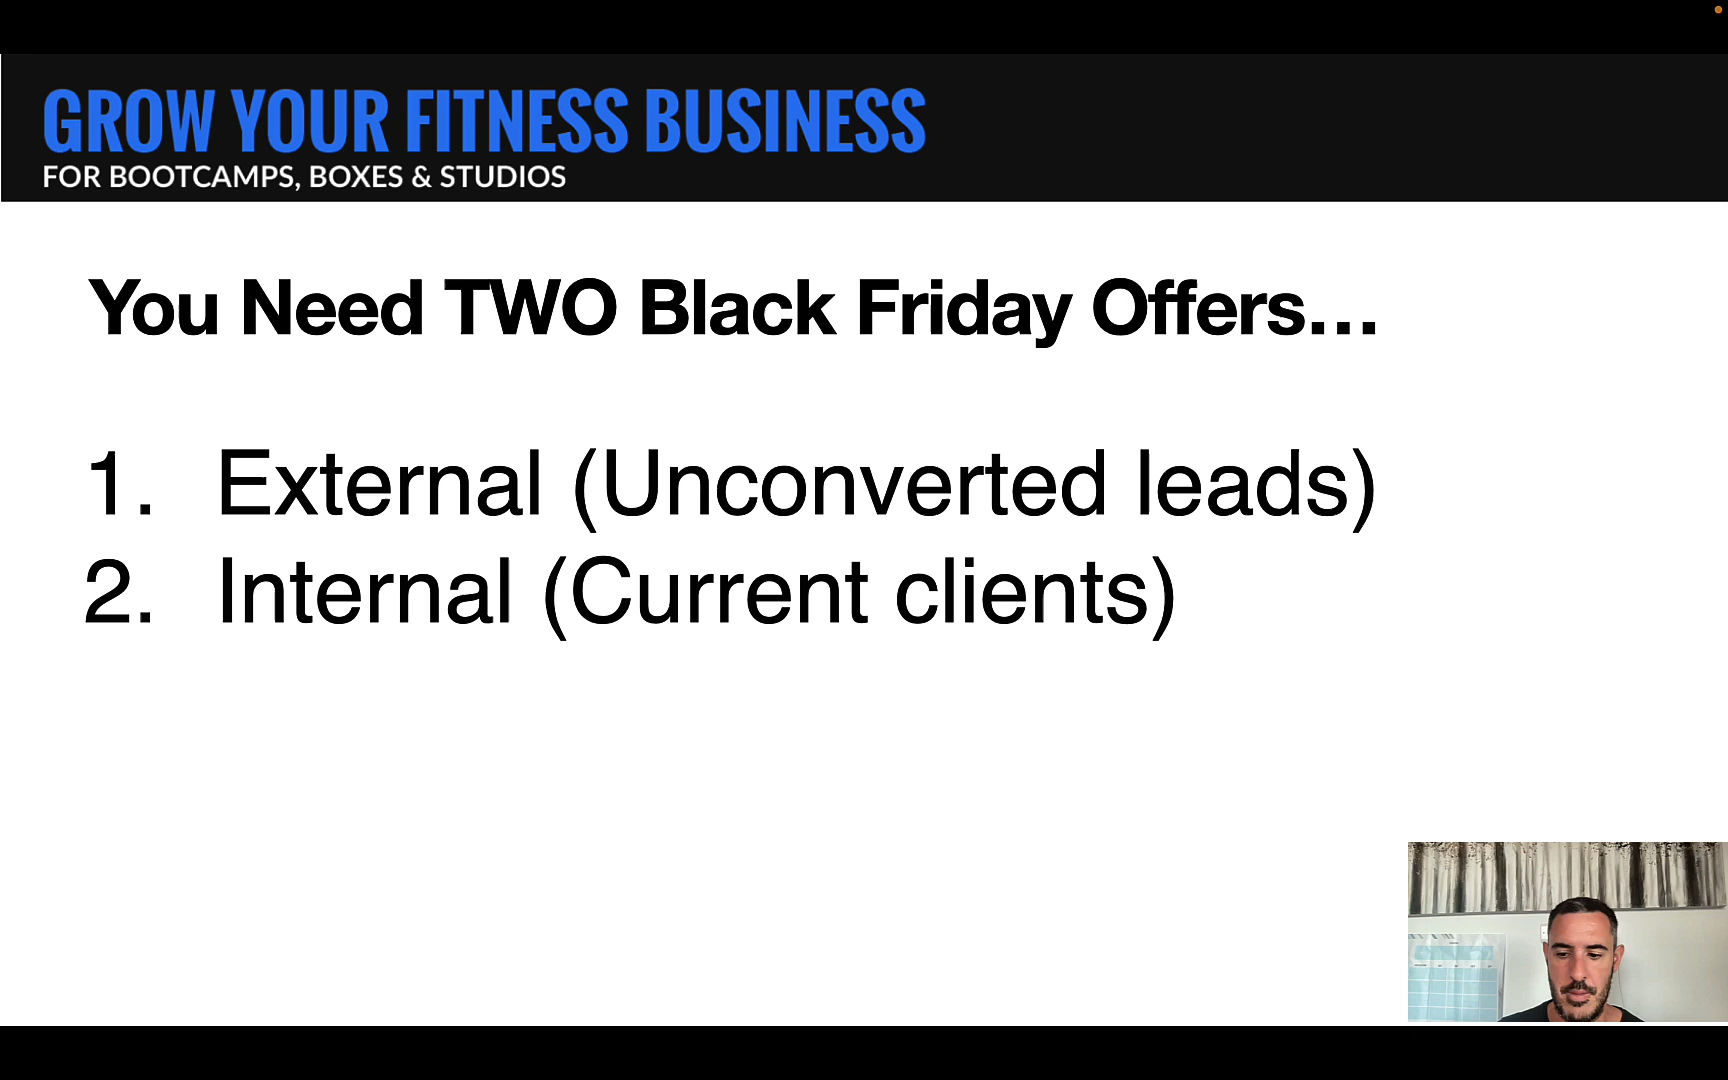 GROW YOUR FITNESS BUSINESS
FOR BOOTCAMPS, BOXES & STUDIOS
You Need TWO Black Friday Offers...
1. External (Unconverted leads)
2. Internal (Current clients)